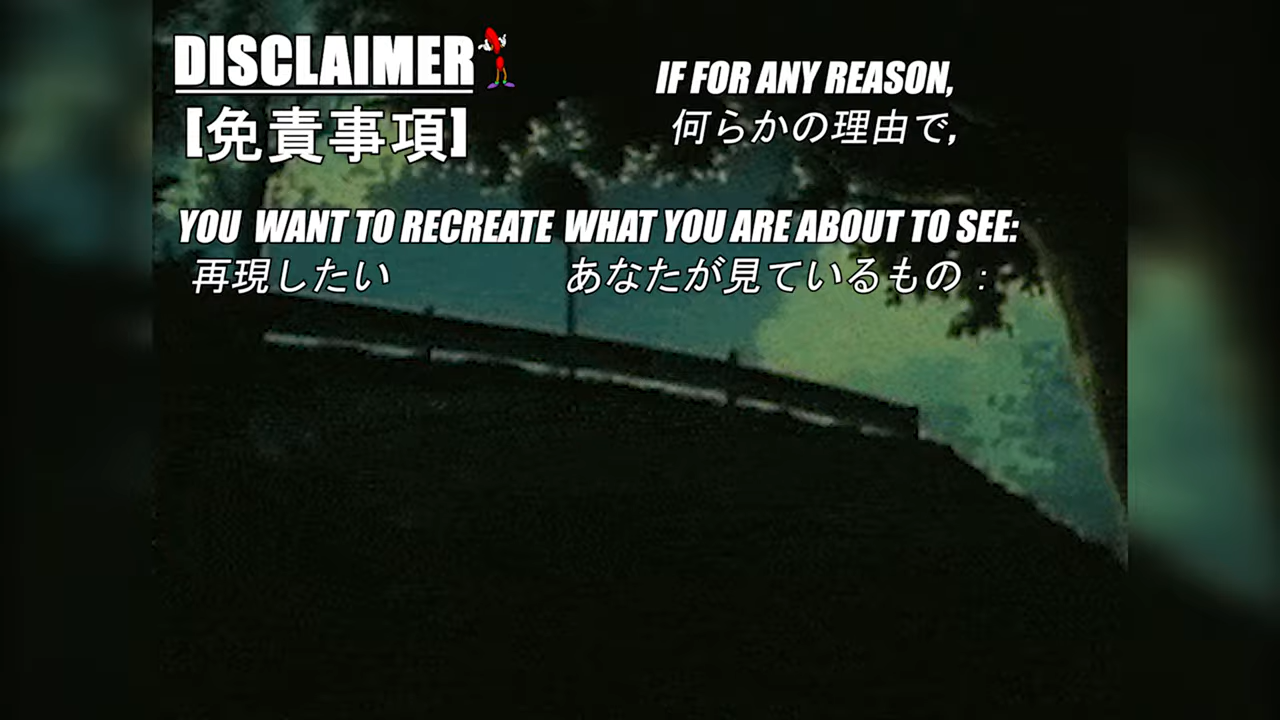 DISCLAIMER
【免責事項】
IF FOR ANY REASON,
何らかの理由で,
YOU WANT TO RECREATE WHAT YOU ARE ABOUT TO SEE:
再現したい あなたが見ているもの：